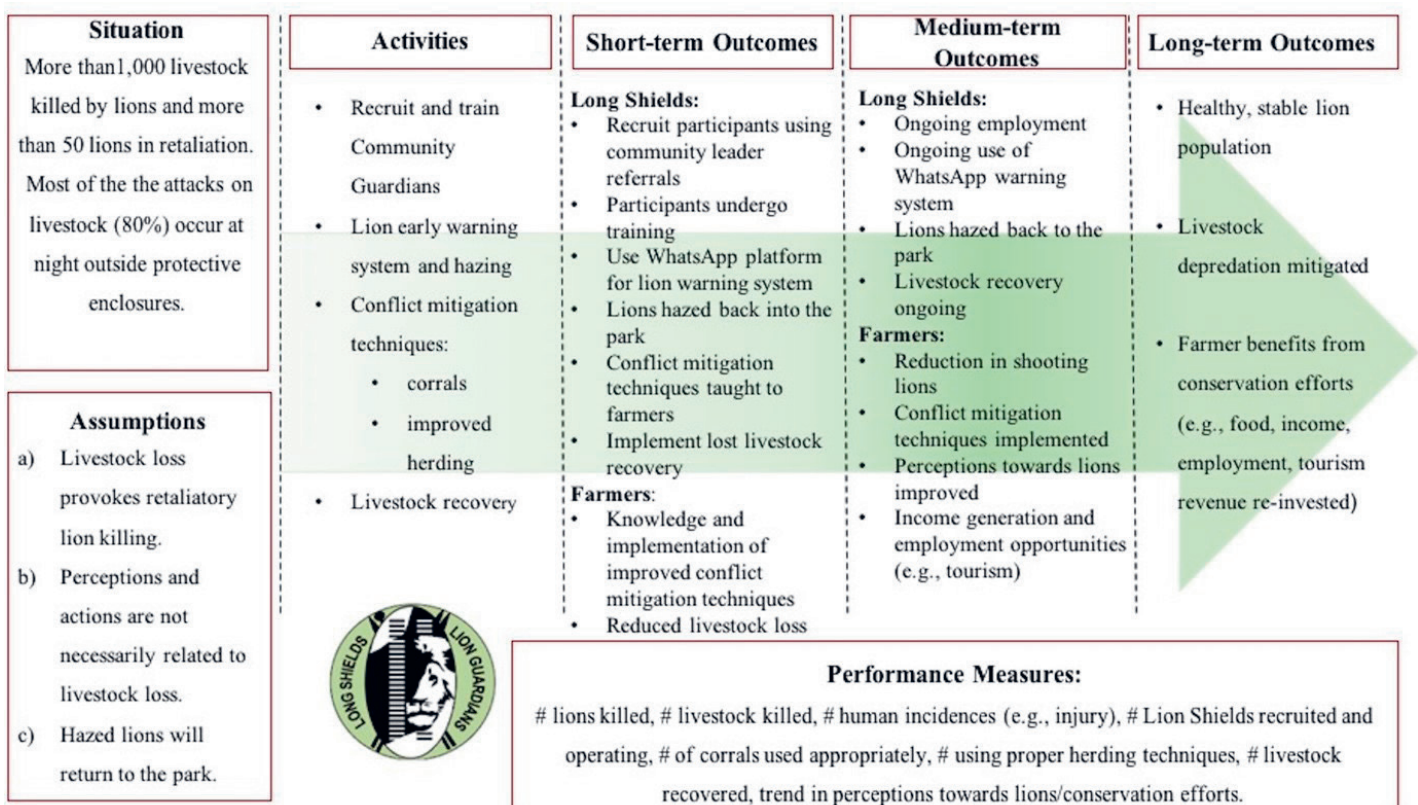 Situation
More than1,000 livestock
killed by lions and more
than 50 lions in retaliation.
Most of the the attacks on
livestock (80%) occur at
night outside protective
enclosures.
Assumptions
a) Livestock loss
provokes retaliatory
lion killing.
b) Perceptions and
actions are not
necessarily related to
livestock loss.
c) Hazed lions will
return to the park.
Activities
• Recruit and train
Community
Guardians
• Lion early warning
system and hazing
• Conflict mitigation
techniques:
• corrals
• improved
herding
• Livestock recovery
LONG SHIELDS
LION GUARDIANS
Short-term Outcomes
Long Shields:
• Recruit participants using
community leader
referrals
• Participants undergo
training
• Use WhatsApp platform
for lion warning system
• Lions hazed back into the
park
• Conflict mitigation
techniques taught to
farmers
• Implement lost livestock
recovery
Farmers:
• Knowledge and
implementation of
improved conflict
mitigation techniques
• Reduced livestock loss
Medium-term
Outcomes
Long Shields:
• Ongoing employment
• Ongoing use of
WhatsApp warning
system
• Lions hazed back to the
park
• Livestock recovery
ongoing
Farmers:
• Reduction in shooting
lions
• Conflict mitigation
techniques implemented
• Perceptions towards lions
improved
• Income generation and
employment opportunities
(e.g., tourism)
Long-term Outcomes
• Healthy, stable lion
population
• Livestock
depredation mitigated
• Farmer benefits from
conservation efforts
(e.g., food, income,
employment, tourism
revenue re-invested)
Performance Measures:
# lions killed, # livestock killed, # human incidences (e.g., injury), # Lion Shields recruited and
operating, # of corrals used appropriately, # using proper herding techniques, # livestock
recovered, trend in perceptions towards lions/conservation efforts.